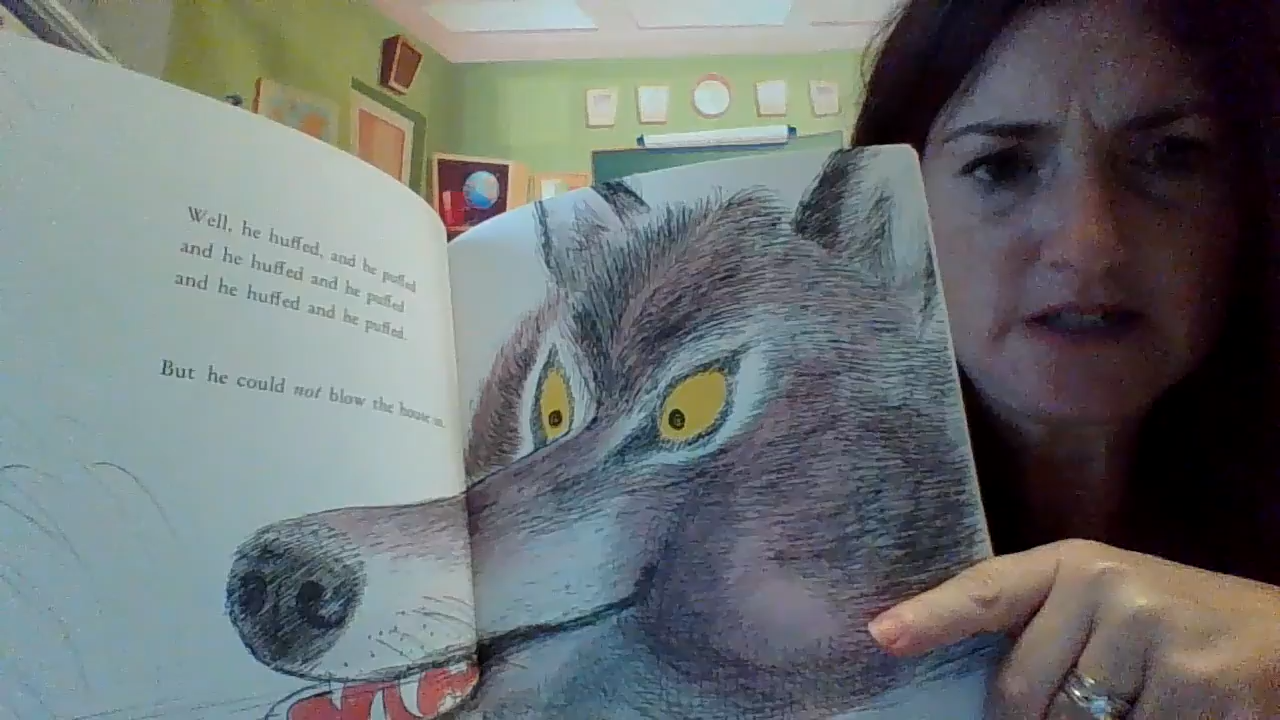 Well, he huffed, and he puffed
and he huffed and he puffed
and he huffed and he puffed.
But he could not blow the house in.